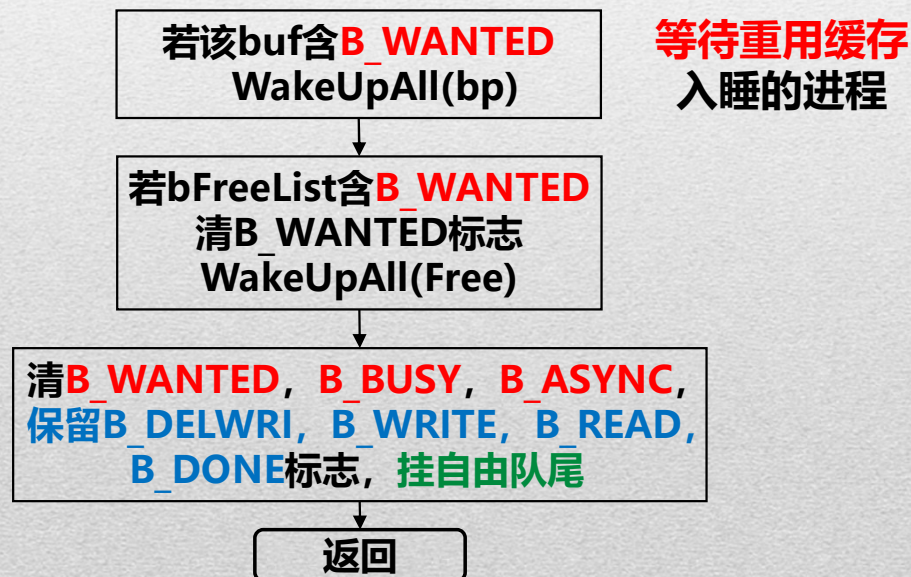 若该buf含B_WANTED
WakeUpAll(bp)
等待重用缓存
入睡的进程
若bFreeList含B_WANTED
清B_WANTED标志
WakeUpAll(Free)
清B_WANTED，B_BUSY，B_ASYNC，
保留B_DELWRI，B_WRITE，B_READ，
B_DONE标志，挂自由队尾
返回